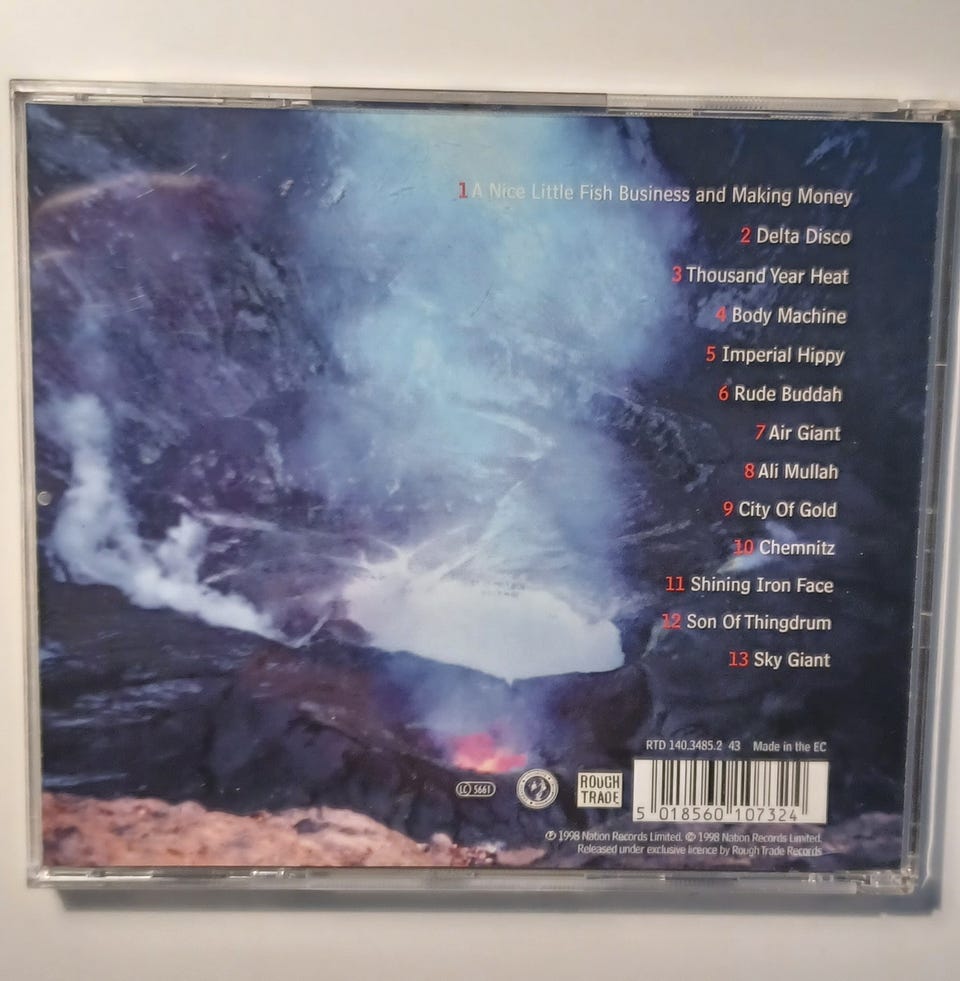 1 A Nice Little Fish Business and Making Money
2 Delta Disco
3 Thousand Year Heat
4 Body Machine
5 Imperial Hippy
6 Rude Buddah
7 Air Giant
8 Ali Mullah
9 City Of Gold
10 Chemnitz
11 Shining Iron Face
12 Son Of Thingdrum
13 Sky Giant
RTD 140.3485.2 43 Made in the EC
LC 5661
ROUGH
TRADE
5 018560 107324
℗ 1998 Nation Records Limited. © 1998 Nation Records Limited.
Released under exclusive licence by Rough Trade Records